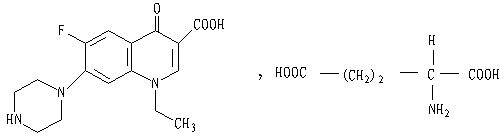 O
F
COOH
N
N
HN
CH3
, HOOC — (CH2)2 — H COOH
NH2